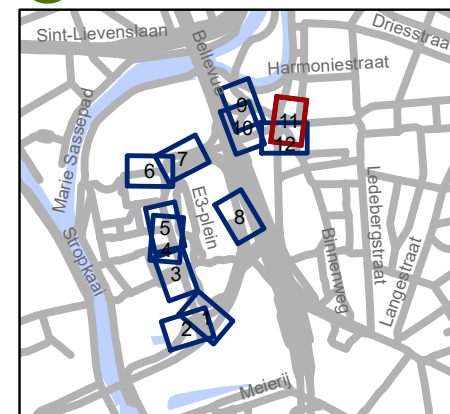 Sint-Lievenslaan
Bellevue
Driesstraa
Harmoniestraat
Marie Sassepad
9
10
11
12
7
6
E3-plein
Ledebergstraat
8
5
4
Stropkaai
3
Binnenweg
Langestraat
1
2
Meierij